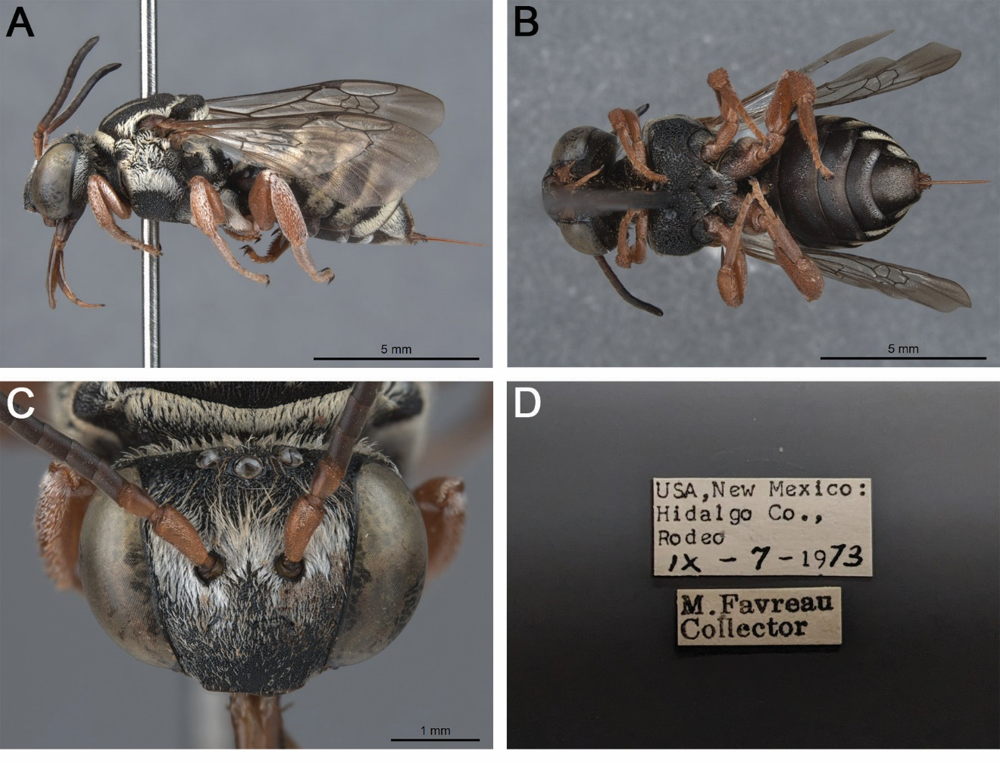 A
B
5 mm
5 mm
C
D
1 mm
USA,New Mexico:
Hidalgo Co.,
Rodeo
IX - 7 - 1973
M.Favreau
Collector